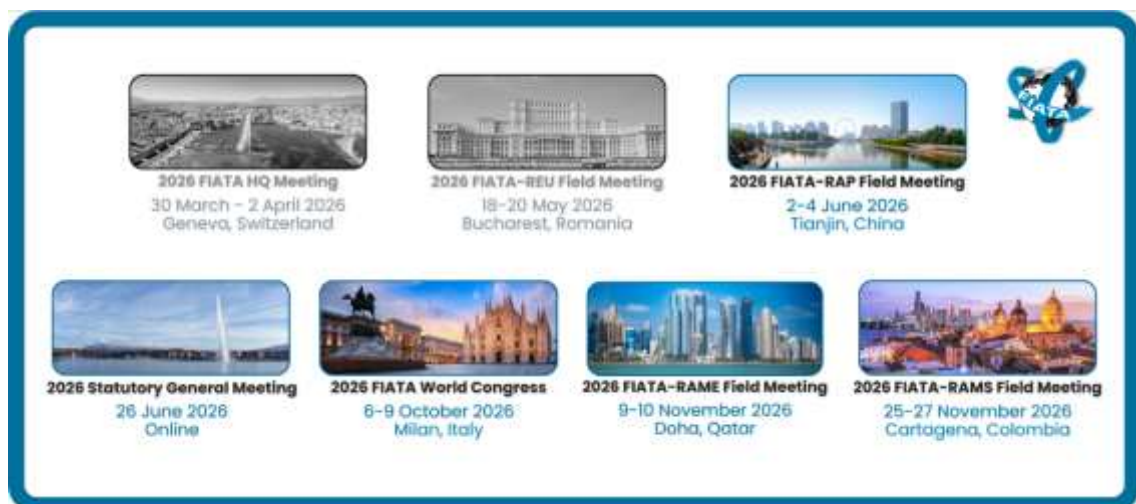 FIATA
2026 FIATA HQ Meeting
30 March - 2 April 2026
Geneva, Switzerland
2026 FIATA-REU Field Meeting
18-20 May 2026
Bucharest, Romania
2026 FIATA-RAP Field Meeting
2-4 June 2026
Tianjin, China
2026 Statutory General Meeting
26 June 2026
Online
2026 FIATA World Congress
6-9 October 2026
Milan, Italy
2026 FIATA-RAME Field Meeting
9-10 November 2026
Doha, Qatar
2026 FIATA-RAMS Field Meeting
25-27 November 2026
Cartagena, Colombia